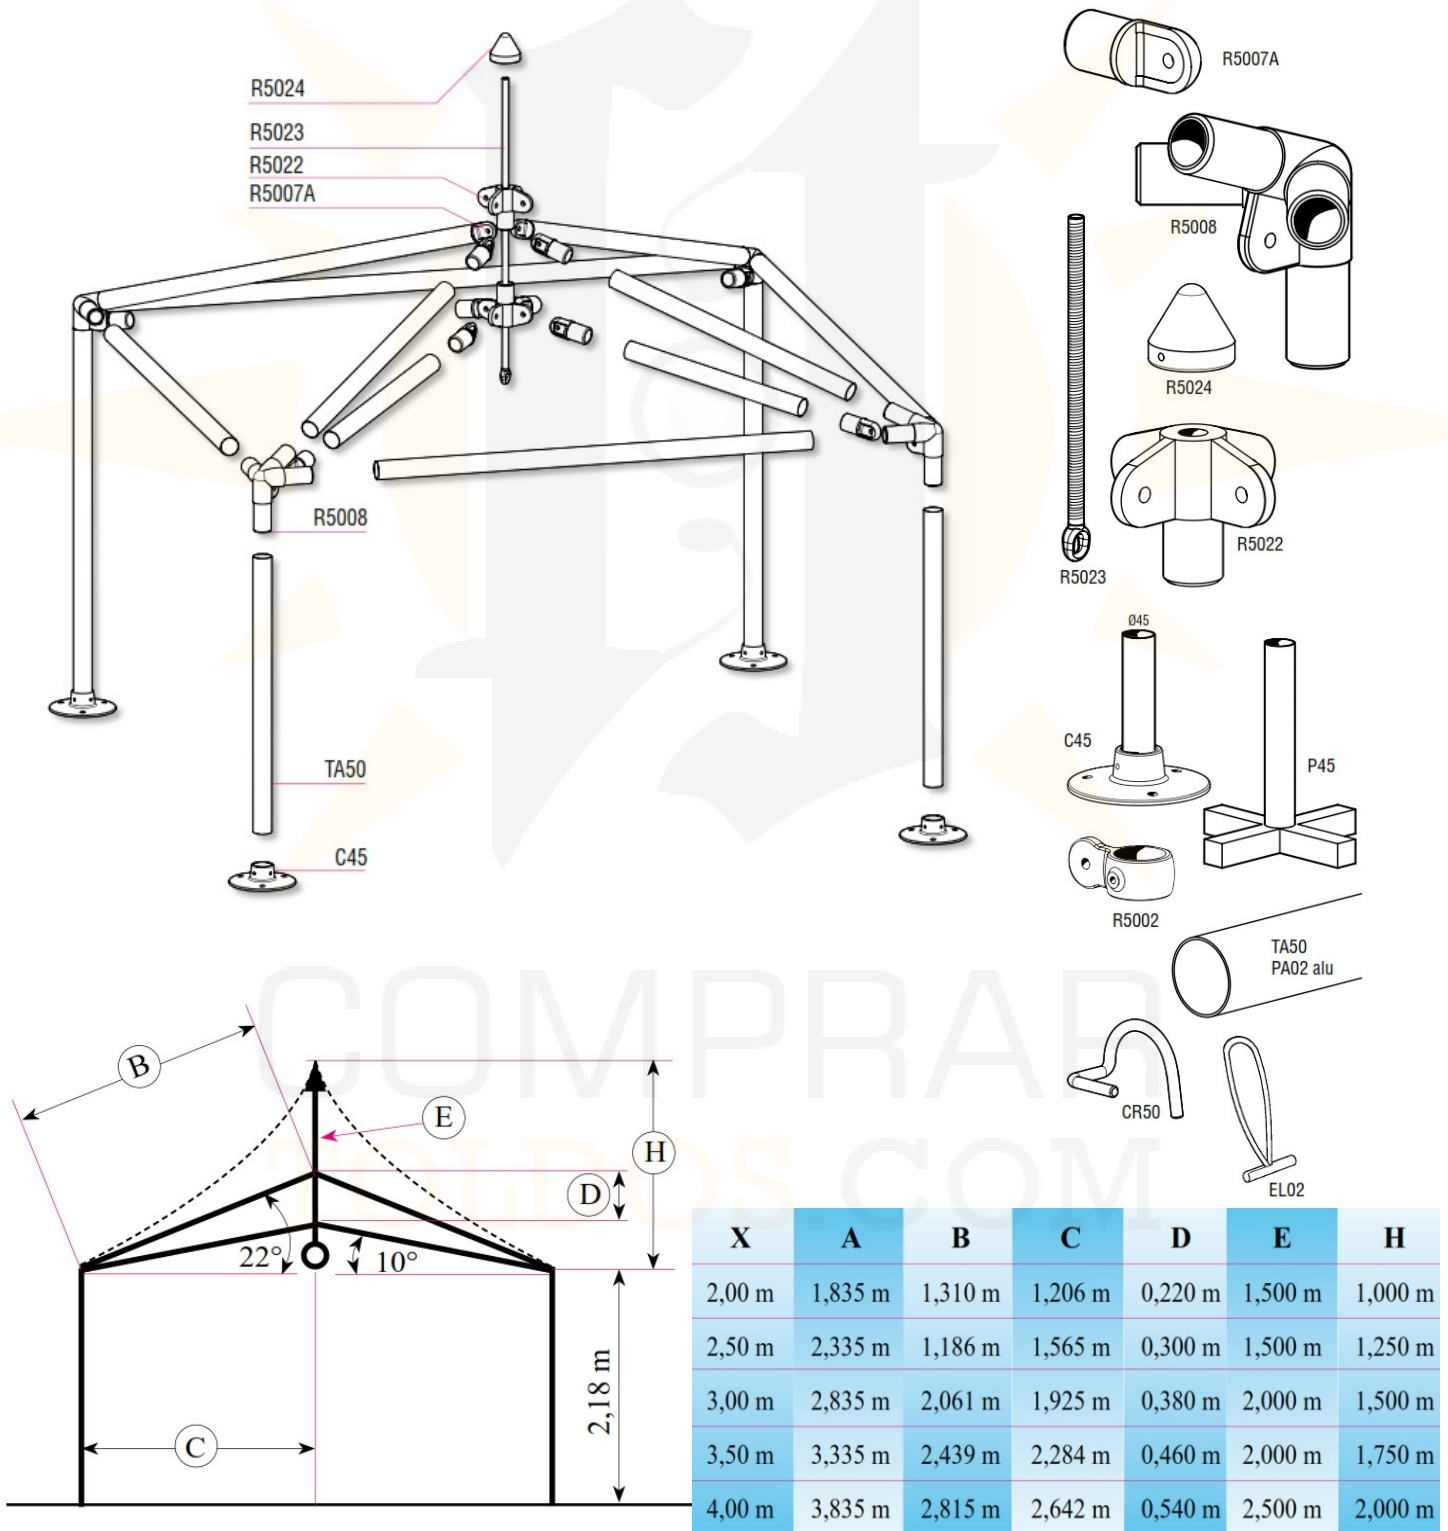 R5024
R5023
R5022
R5007A
R5008
TA50
C45
R5007A
R5008
R5024
R5022
R5023
Ø45
C45
P45
R5002
TA50
PA02 alu
CR50
EL02
COMPRAR
TOLDOS.COM
B
E
H
D
22°
10°
C
2,18 m
X A B C D E H
2,00 m 1,835 m 1,310 m 1,206 m 0,220 m 1,500 m 1,000 m
2,50 m 2,335 m 1,186 m 1,565 m 0,300 m 1,500 m 1,250 m
3,00 m 2,835 m 2,061 m 1,925 m 0,380 m 2,000 m 1,500 m
3,50 m 3,335 m 2,439 m 2,284 m 0,460 m 2,000 m 1,750 m
4,00 m 3,835 m 2,815 m 2,642 m 0,540 m 2,500 m 2,000 m